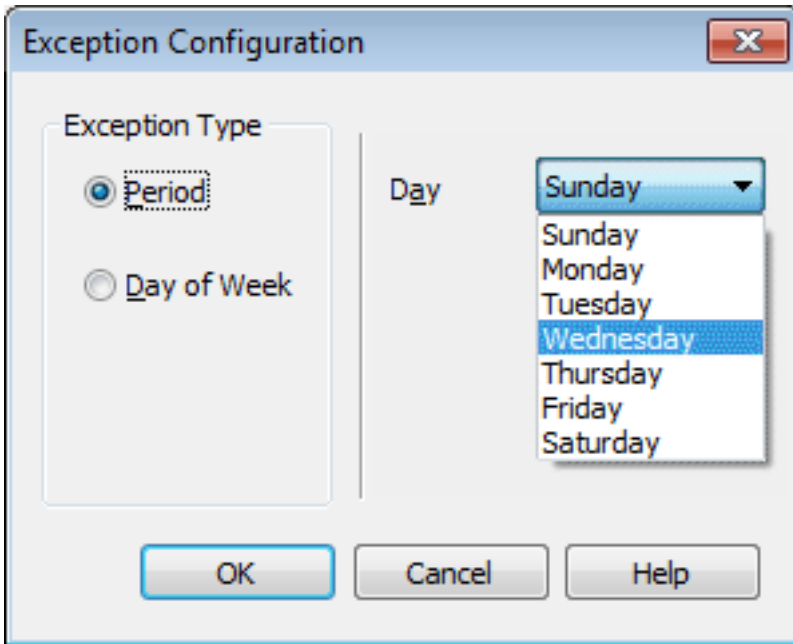 Exception Configuration
Exception Type
Period
Day of Week
Day
Sunday
Sunday
Monday
Tuesday
Wednesday
Thursday
Friday
Saturday
OK
Cancel
Help